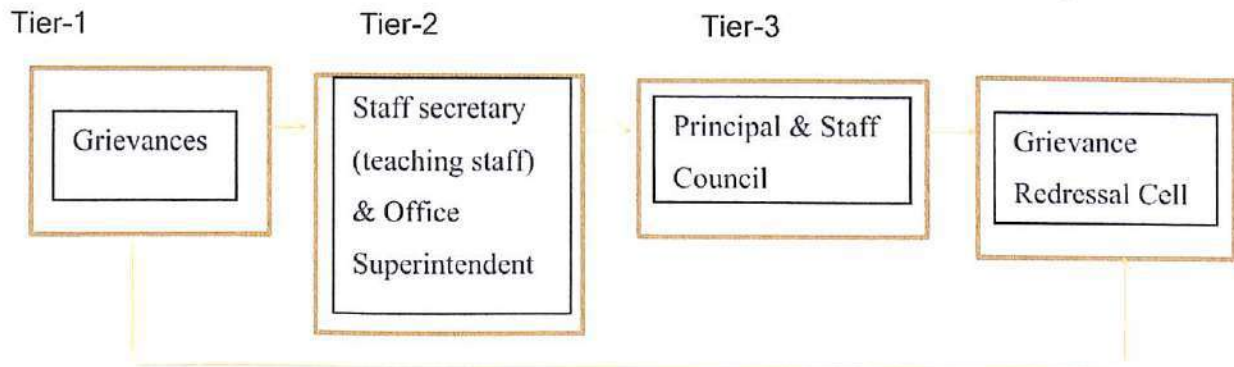 Tier-1
Tier-2
Tier-3
Grievances
Staff secretary
(teaching staff)
& Office
Superintendent
Principal & Staff
Council
Grievance
Redressal Cell